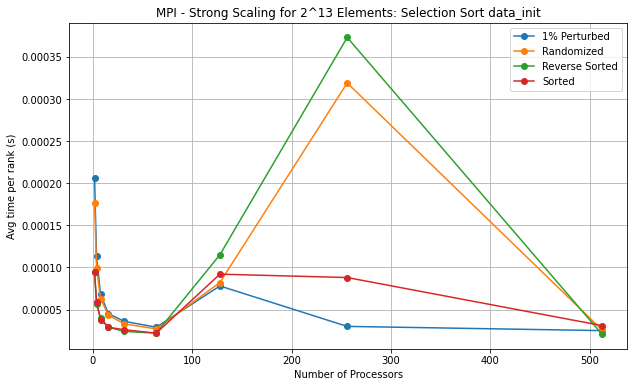 MPI - Strong Scaling for 2^13 Elements: Selection Sort data_init
1% Perturbed
Randomized
Reverse Sorted
Sorted
Avg time per rank (s)
0.00035
0.00030
0.00025
0.00020
0.00015
0.00010
0.00005
0 100 200 300 400 500
Number of Processors